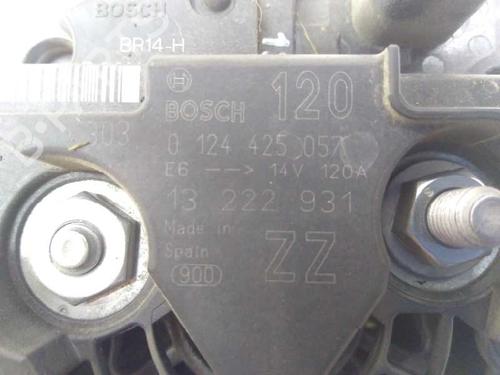 BOSCH
BR14-H
BOSCH 120
303
0 124 425 057
E6 --> 14V 120A
13 222 931
Made in
Spain
ZZ
900